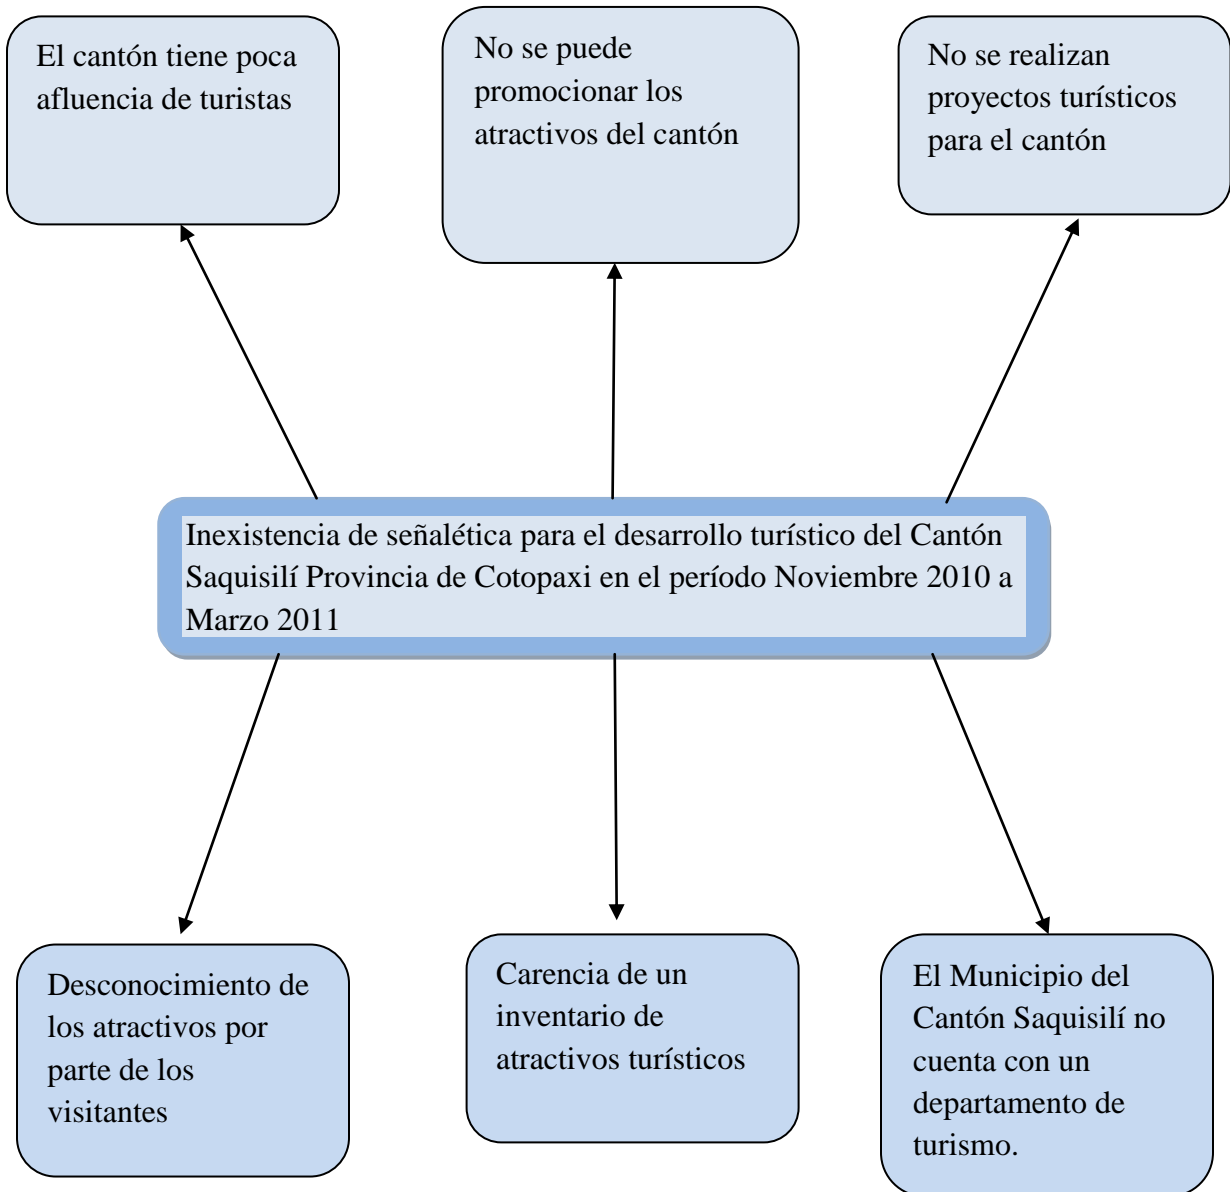 El cantón tiene poca
afluencia de turistas
No se puede
promocionar los
atractivos del cantón
No se realizan
proyectos turísticos
para el cantón
Inexistencia de señalética para el desarrollo turístico del Cantón
Saquisilí Provincia de Cotopaxi en el período Noviembre 2010 a
Marzo 2011
Desconocimiento de
los atractivos por
parte de los
visitantes
Carencia de un
inventario de
atractivos turísticos
El Municipio del
Cantón Saquisilí no
cuenta con un
departamento de
turismo.